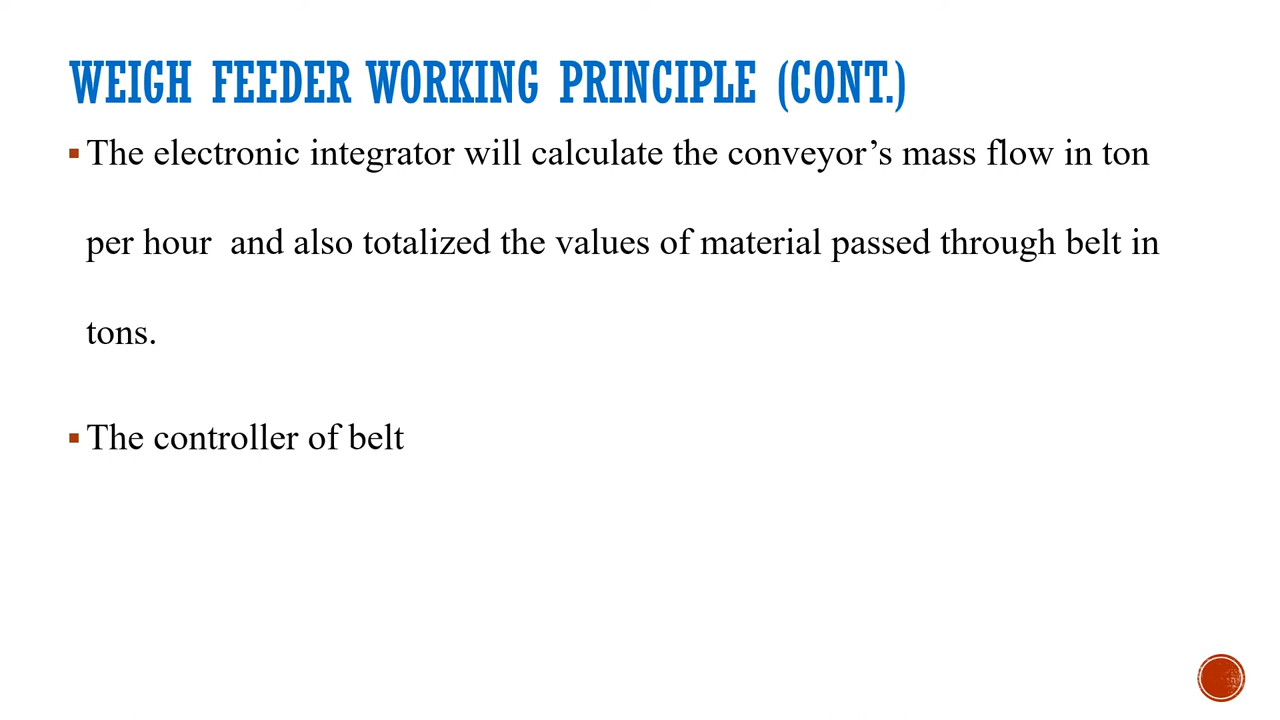 WEIGH FEEDER WORKING PRINCIPLE (CONT.)
▪ The electronic integrator will calculate the conveyor’s mass flow in ton
per hour  and also totalized the values of material passed through belt in
tons.
▪ The controller of belt